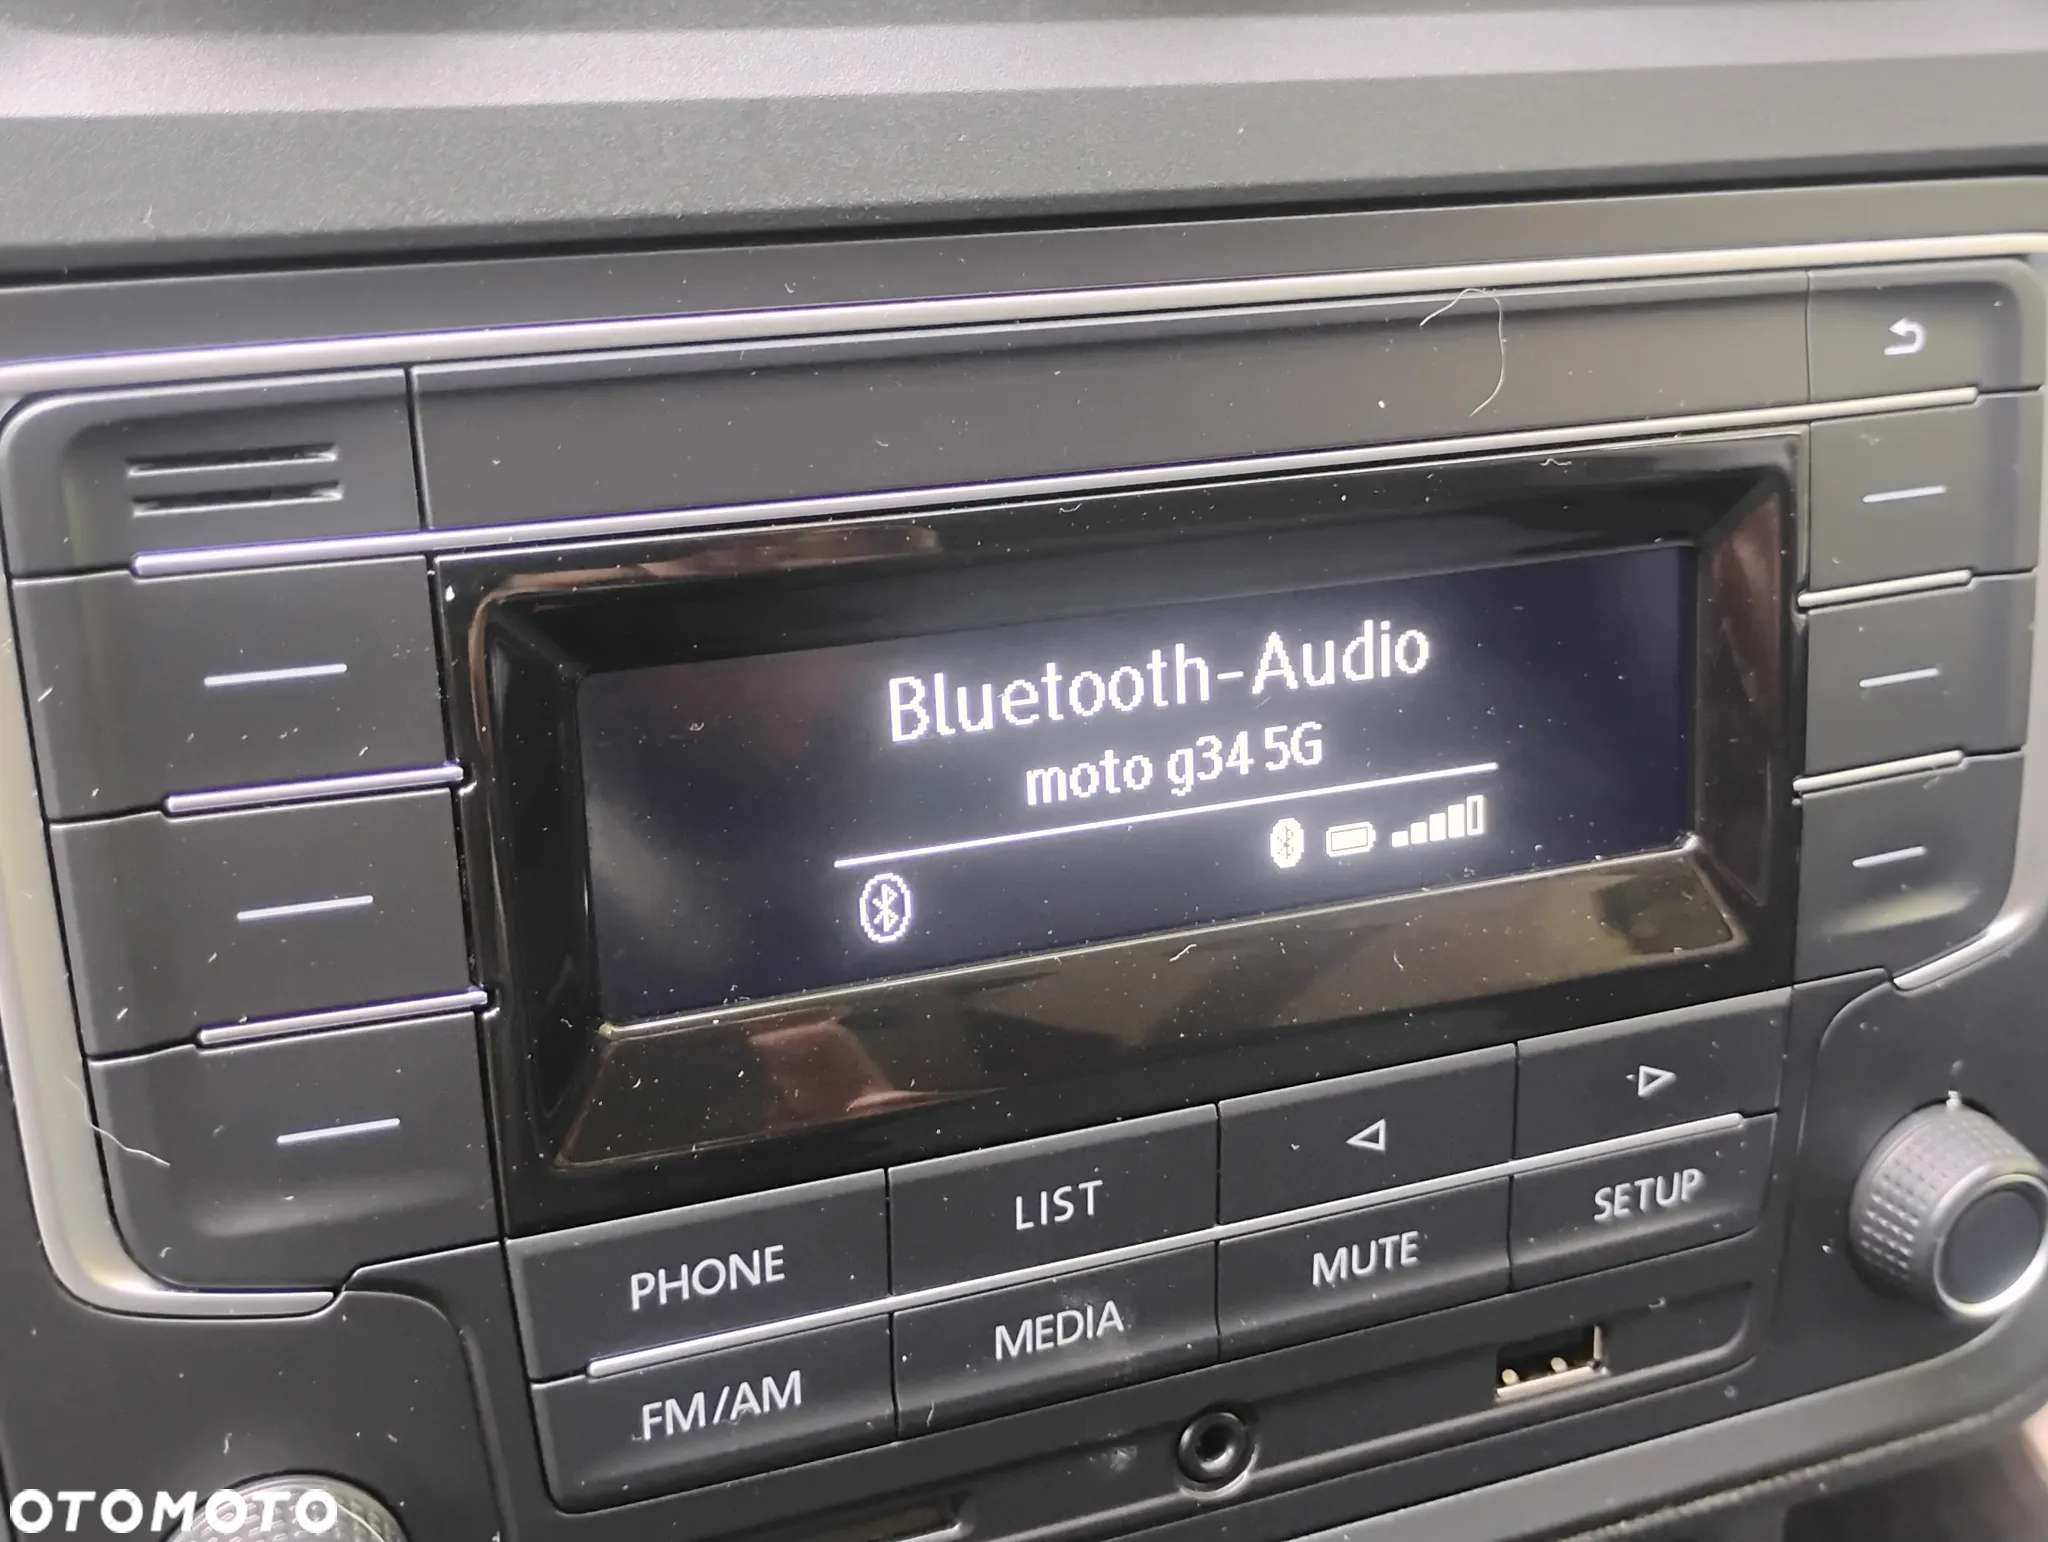 Bluetooth-Audio
moto g34 5G
PHONE
LIST
SETUP
FM/AM
MEDIA
MUTE
OTOMOTO